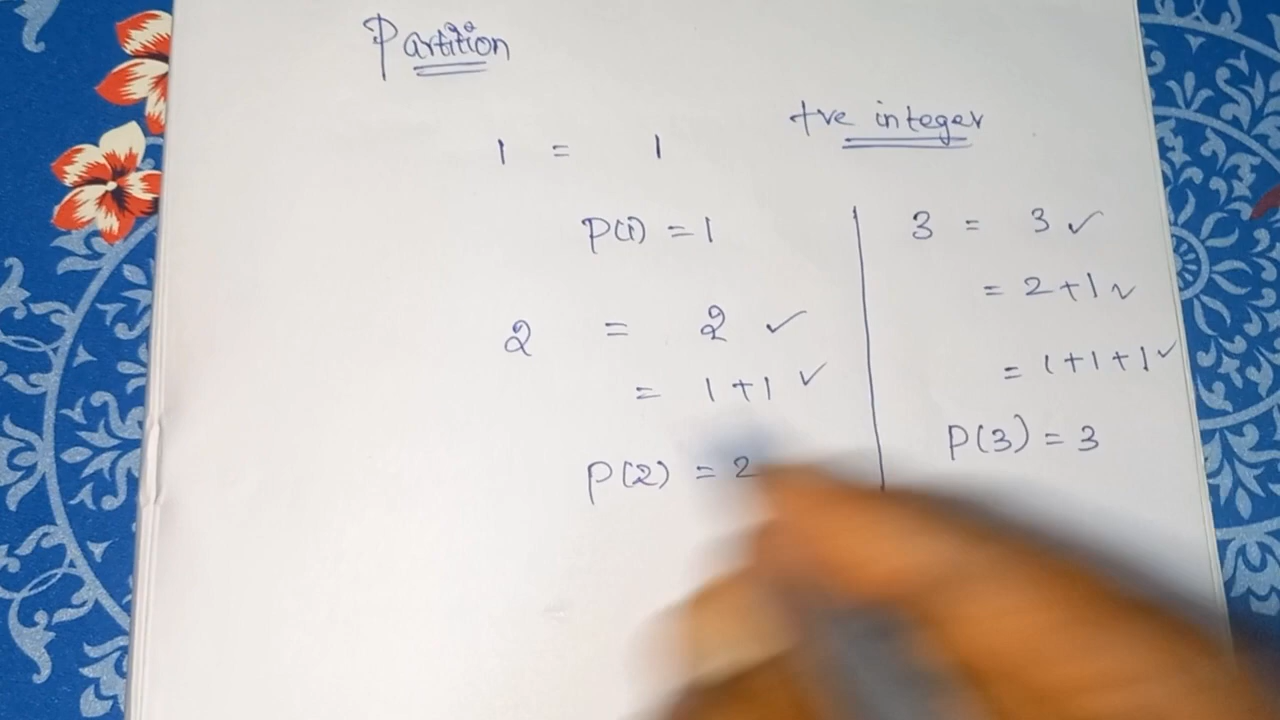 Partition
+ve integer
1 = 1
P(1) = 1
2 = 2 ✓
= 1 + 1 ✓
P(2) = 2
3 = 3 ✓
= 2 + 1 ✓
= 1 + 1 + 1 ✓
P(3) = 3